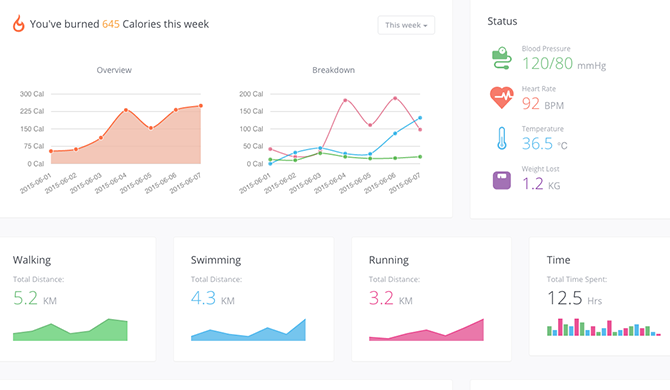 You've burned 645 Calories this week
This week
Overview
300 Cal
225 Cal
150 Cal
75 Cal
0 Cal
2015-06-01
2015-06-02
2015-06-03
2015-06-04
2015-06-05
2015-06-06
2015-06-07
Breakdown
200 Cal
150 Cal
100 Cal
50 Cal
0 Cal
2015-06-01
2015-06-02
2015-06-03
2015-06-04
2015-06-05
2015-06-06
2015-06-07
Status
Blood Pressure
120/80 mmHg
Heart Rate
92 BPM
Temperature
36.5 °C
Weight Lost
1.2 KG
Walking
Total Distance:
5.2 KM
Swimming
Total Distance:
4.3 KM
Running
Total Distance:
3.2 KM
Time
Total Time Spent:
12.5 Hrs